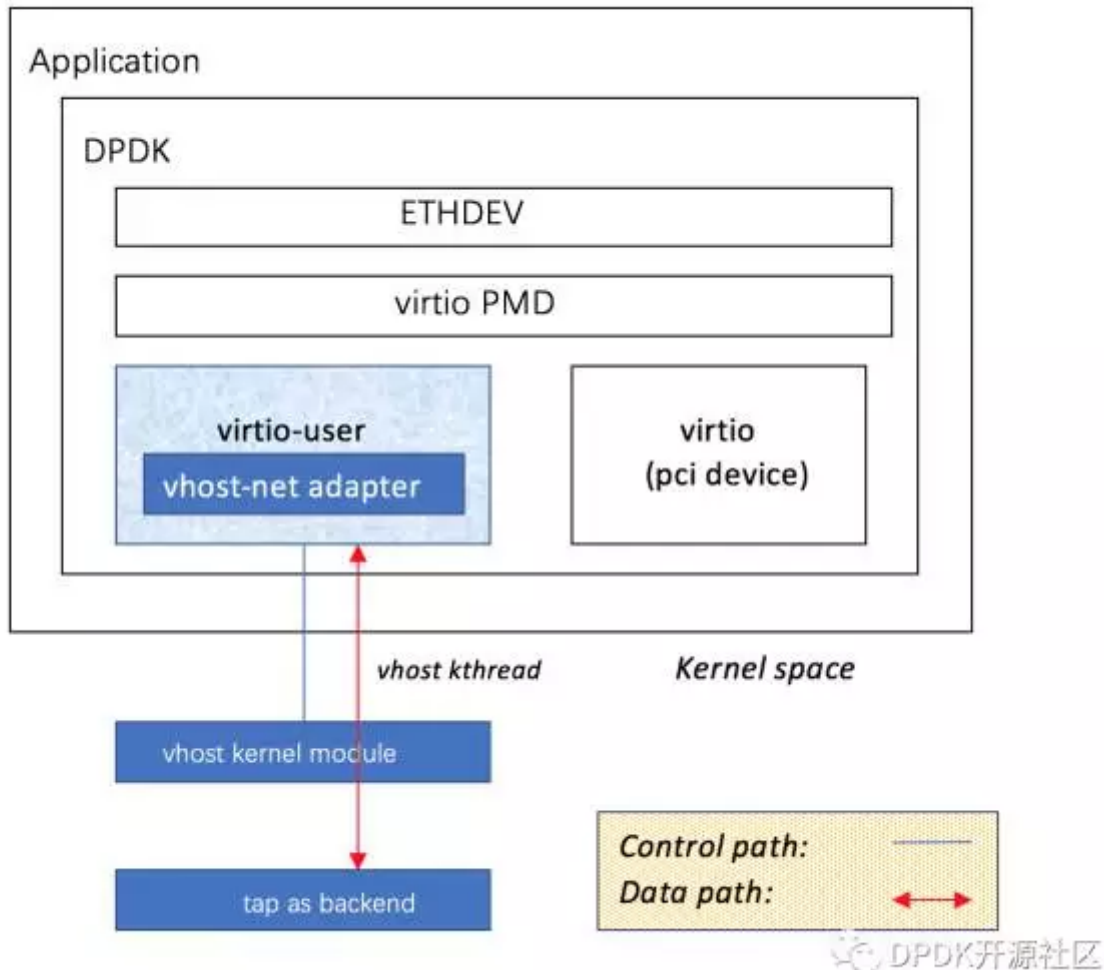 Application
DPDK
ETHDEV
virtio PMD
virtio-user
vhost-net adapter
virtio
(pci device)
vhost kthread
Kernel space
vhost kernel module
tap as backend
Control path:
Data path:
DPDK开源社区